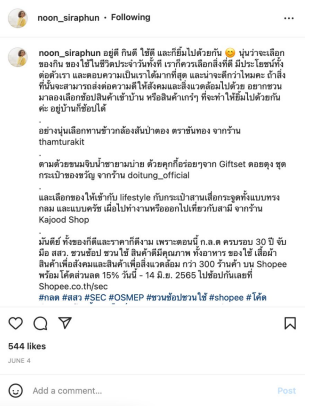 noon_siraphun • Following
noon_siraphun อยู่ดี กินดี ใช้ดี และก็ยิ้มไปด้วยกัน 😊 นุ่นว่าจะเลือก
ของกิน ของใช้ในชีวิตประจำวันทั้งที เราก็ควรเลือกสิ่งที่ดี มีประโยชน์ทั้ง
ต่อตัวเรา และตอบความเป็นเราได้มากที่สุด และน่าจะดีกว่าไหมคะ ถ้าสิ่ง
ที่นั้นจะสามารถส่งต่อความดีให้สังคมและสิ่งแวดล้อมไปด้วย อยากชวน
มาลองเลือกช้อปสินค้าเข้าบ้าน หรือสินค้าเก๋ๆ ที่จะทำให้ยิ้มไปด้วยกัน
ค่ะ อยู่บ้านก็ช้อปได้
.
อย่างนุ่นเลือกทานข้าวกล้องสันป่าตอง ตราขันทอง จากร้าน
thamturakit
.
ตามด้วยขนมจิบน้ำชายามบ่าย ด้วยคุกกี้อร่อยๆจาก Giftset ดอยตุง ชุด
กระเป๋าของขวัญ จากร้าน doitung_official
.
และเลือกของให้เข้ากับ lifestyle กับกระเป๋าสานเสื่อกระจูดทั้งแบบทรง
กลม และแบบครัช เผื่อไปทำงานหรือออกไปเที่ยวกับสามี จากร้าน
Kajood Shop
.
มันดีย์ ทั้งของก็ดีและราคาก็ดีงาม เพราะตอนนี้ ก.ล.ต ครบรอบ 30 ปี จับ
มือ สสว. ชวนช้อป ชวนใช้ สินค้าดีมีคุณภาพ ทั้งอาหาร ของใช้ เสื้อผ้า
สินค้าเพื่อสังคมและสินค้าเพื่อสิ่งแวดล้อม กว่า 300 ร้านค้า บน Shopee
พร้อมโค้ดส่วนลด 15% วันนี้ - 14 มิ.ย. 2565 ไปช้อปกันเลยที่
Shopee.co.th/sec
#กลต #สสว #SEC #OSMEP #ชวนช้อปชวนใช้ #shopee #โค้ด
544 likes
JUNE 4
Add a comment...
Post